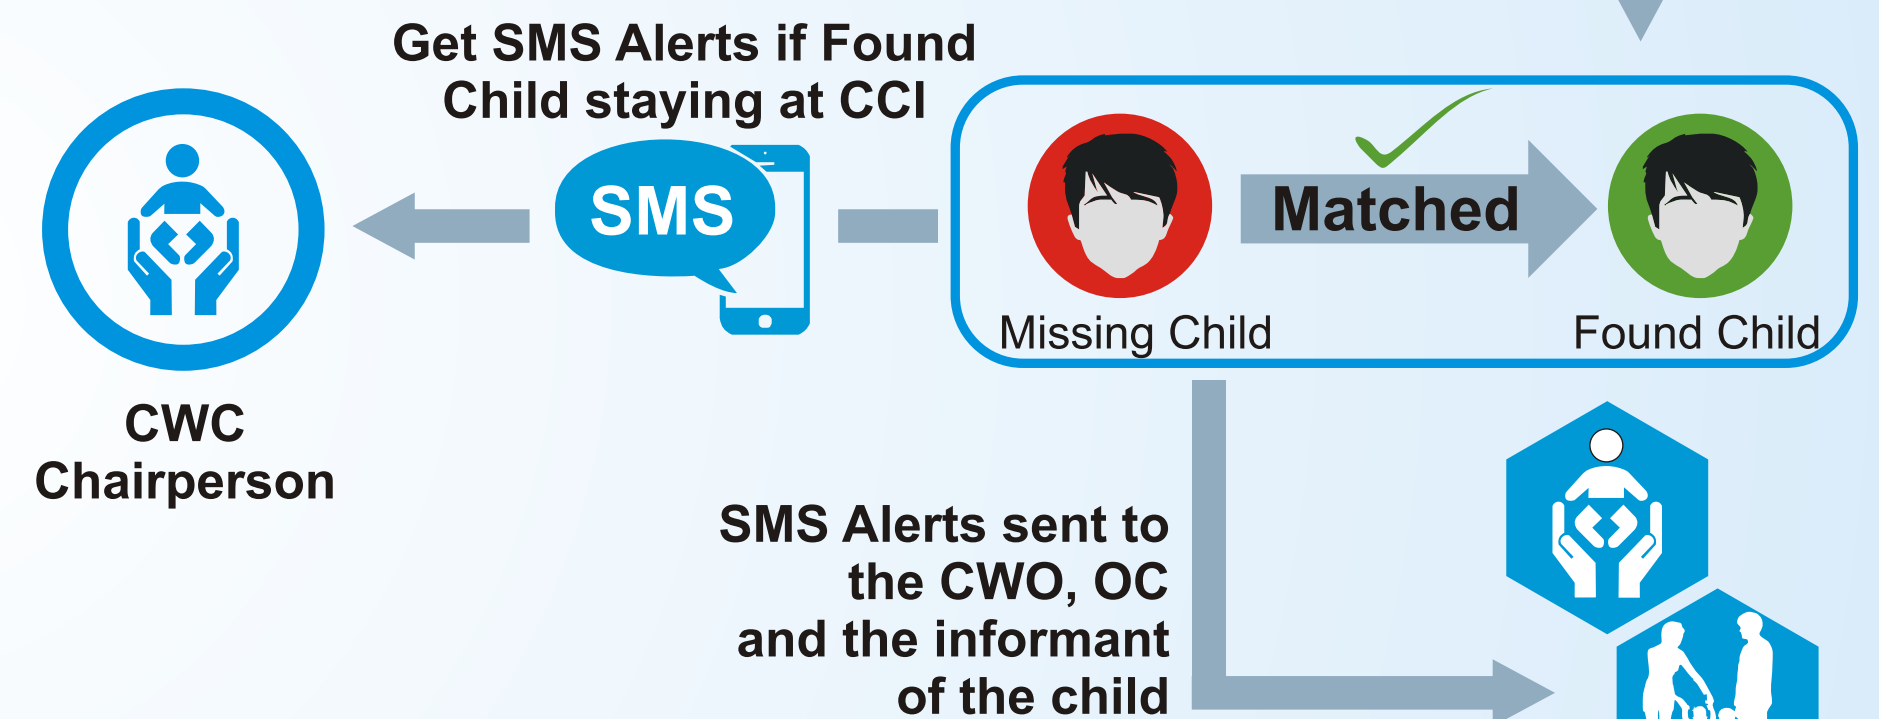 Get SMS Alerts if Found
Child staying at CCI
SMS
Matched
Missing Child
Found Child
CWC
Chairperson
SMS Alerts sent to
the CWO, OC
and the informant
of the child